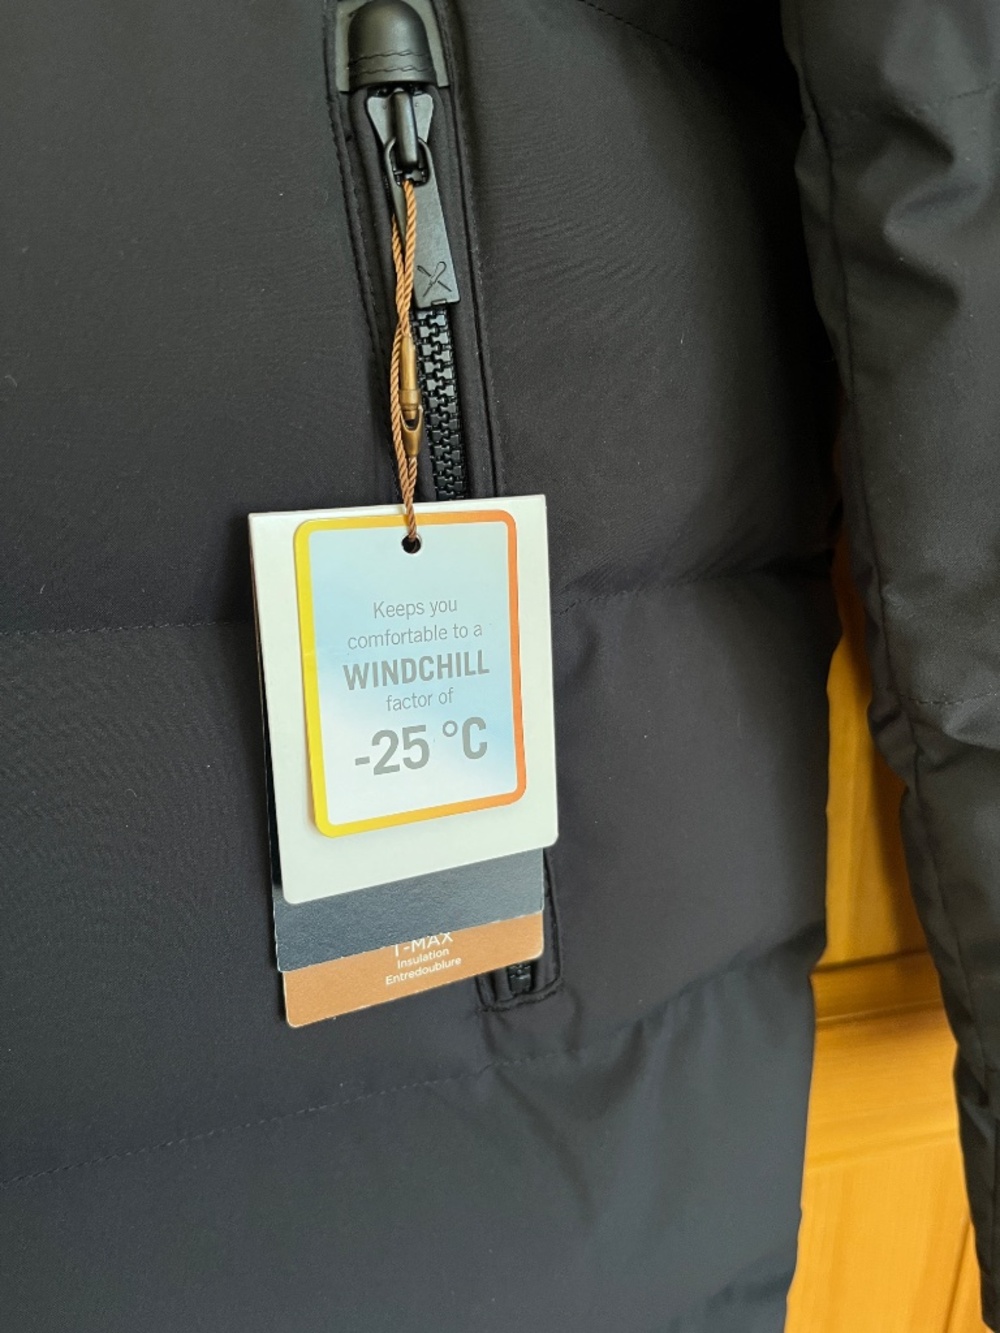 Keeps you
comfortable to a
WINDCHILL
factor of
-25 °C
T-MAX
Insulation
Entredoublure